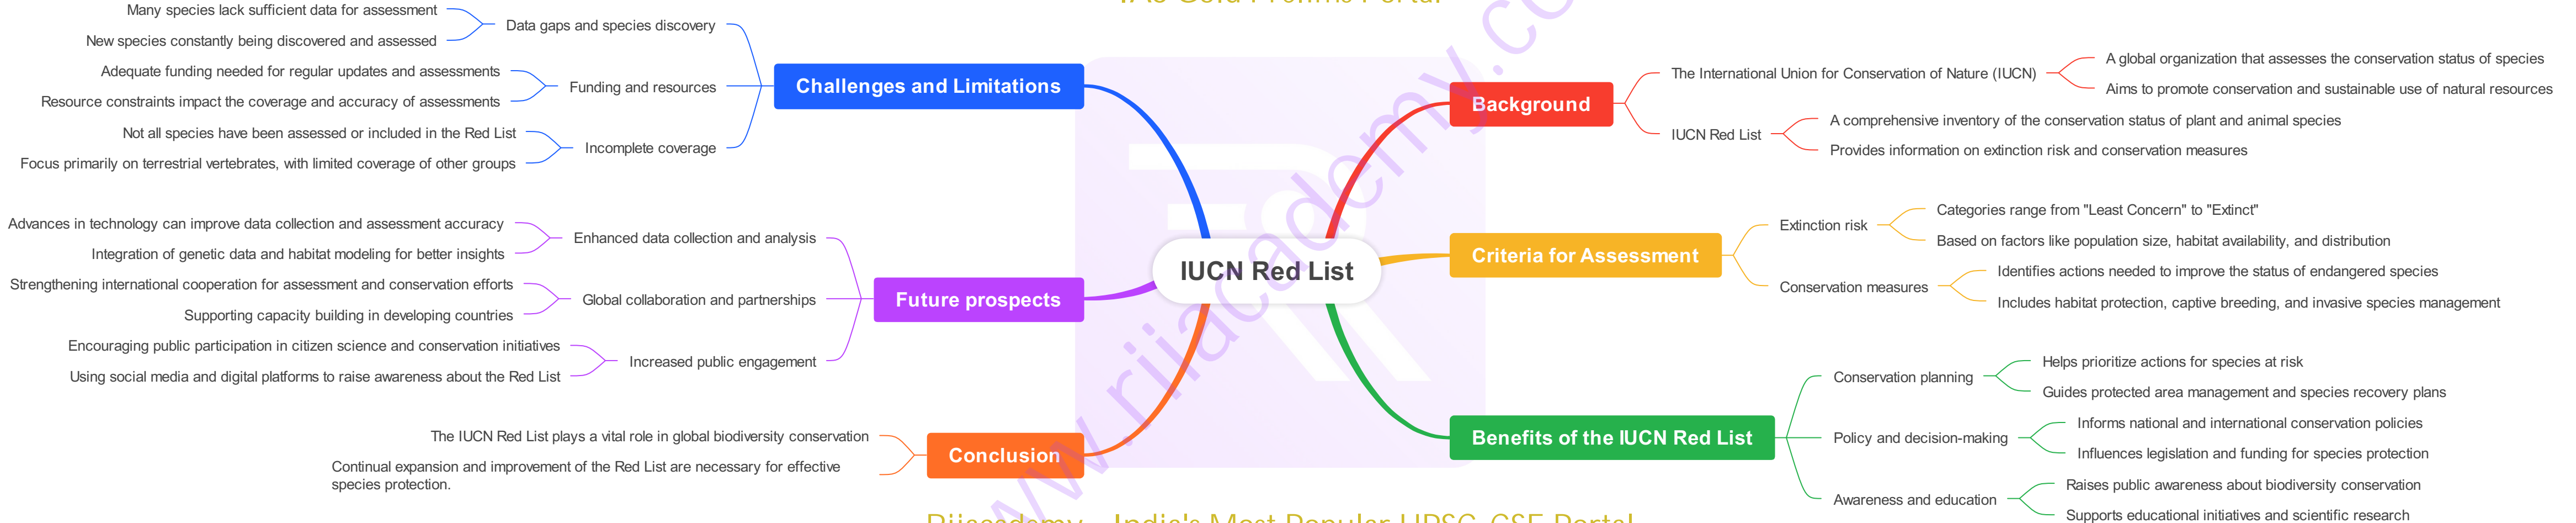 IUCN Red List
Background
The International Union for Conservation of Nature (IUCN)
A global organization that assesses the conservation status of species
Aims to promote conservation and sustainable use of natural resources
IUCN Red List
A comprehensive inventory of the conservation status of plant and animal species
Provides information on extinction risk and conservation measures
Criteria for Assessment
Extinction risk
Categories range from "Least Concern" to "Extinct"
Based on factors like population size, habitat availability, and distribution
Conservation measures
Identifies actions needed to improve the status of endangered species
Includes habitat protection, captive breeding, and invasive species management
Benefits of the IUCN Red List
Conservation planning
Helps prioritize actions for species at risk
Guides protected area management and species recovery plans
Policy and decision-making
Informs national and international conservation policies
Influences legislation and funding for species protection
Awareness and education
Raises public awareness about biodiversity conservation
Supports educational initiatives and scientific research
Challenges and Limitations
Data gaps and species discovery
Many species lack sufficient data for assessment
New species constantly being discovered and assessed
Funding and resources
Adequate funding needed for regular updates and assessments
Resource constraints impact the coverage and accuracy of assessments
Incomplete coverage
Not all species have been assessed or included in the Red List
Focus primarily on terrestrial vertebrates, with limited coverage of other groups
Future prospects
Enhanced data collection and analysis
Advances in technology can improve data collection and assessment accuracy
Integration of genetic data and habitat modeling for better insights
Global collaboration and partnerships
Strengthening international cooperation for assessment and conservation efforts
Supporting capacity building in developing countries
Increased public engagement
Encouraging public participation in citizen science and conservation initiatives
Using social media and digital platforms to raise awareness about the Red List
Conclusion
The IUCN Red List plays a vital role in global biodiversity conservation
Continual expansion and improvement of the Red List are necessary for effective
species protection.
India's Most Popular UPSC CSE Portal